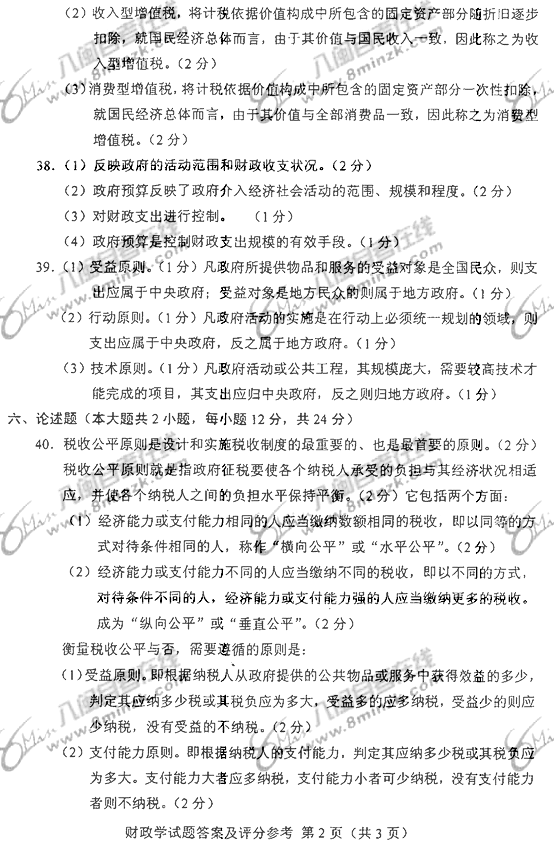 （2）收入型增值税，将计税依据价值构成中所包含的固定资产部分随折旧逐步
扣除，就国民经济总体而言，由于其价值与国民收入一致，因此称之为收
入型增值税。（2分）
（3）消费型增值税，将计税依据价值构成中所包含的固定资产部分一次性扣除，
就国民经济总体而言，由于其价值与全部消费品一致，因此称之为消费型
增值税。（2分）
38．（1）反映政府的活动范围和财政收支状况。（2分）
（2）政府预算反映了政府介入经济社会活动的范围、规模和程度。（2分）
（3）对财政支出进行控制。 （1分）
（4）政府预算是控制财政支出规模的有效手段。（1分）
39．（1）受益原则。（1分）凡政府所提供物品和服务的受益对象是全国民众，则支
出应属于中央政府；受益对象是地方民众的则属于地方政府。（1分）
（2）行动原则。（1分）凡政府活动的实施是在行动上必须统一规划的领域，则
支出应属于中央政府，反之属于地方政府。（1分）
（3）技术原则。（1分）凡政府活动或公共工程，其规模庞大，需要较高技术才
能完成的项目，其支出应归中央政府，反之则归地方政府。（1分）
六、论述题（本大题共2小题，每小题12分，共24分）
40．税收公平原则是设计和实施税收制度的最重要的、也是最首要的原则。（2分）
税收公平原则就是指政府征税要使各个纳税人承受的负担与其经济状况相适
应，并使各个纳税人之间的负担水平保持平衡。（2分）它包括两个方面：
（1）经济能力或支付能力相同的人应当缴纳数额相同的税收，即以同等的方
式对待条件相同的人，称作“横向公平”或“水平公平”。（2分）
（2）经济能力或支付能力不同的人应当缴纳不同的税收，即以不同的方式，
对待条件不同的人，经济能力或支付能力强的人应当缴纳更多的税收。
成为“纵向公平”或“垂直公平”。（2分）
衡量税收公平与否，需要遵循的原则是：
（1）受益原则。即根据纳税人从政府提供的公共物品或服务中获得效益的多少，
判定其应纳多少税或其税负应为多大，受益多的应多纳税，受益少的则应
少纳税，没有受益的不纳税。（2分）
（2）支付能力原则。即根据纳税人的支付能力，判定其应纳多少税或其税负应
为多大。支付能力大者应多纳税，支付能力小者可少纳税，没有支付能力
者则不纳税。（2分）
财政学试题答案及评分参考 第2页（共3页）